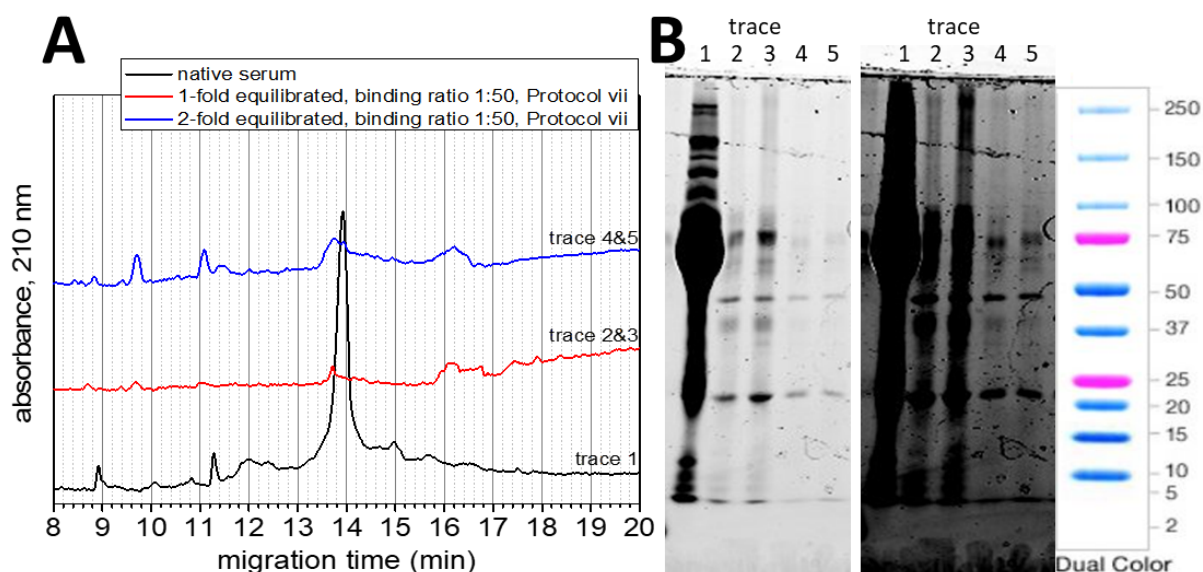 A
native serum
1-fold equilibrated, binding ratio 1:50, Protocol vii
2-fold equilibrated, binding ratio 1:50, Protocol vii
absorbance, 210 nm
trace 4&5
trace 2&3
trace 1
8 9 10 11 12 13 14 15 16 17 18 19 20
migration time (min)
B
trace
1 2 3 4 5
trace
1 2 3 4 5
250
150
100
75
50
37
25
20
15
10
5
2
Dual Color